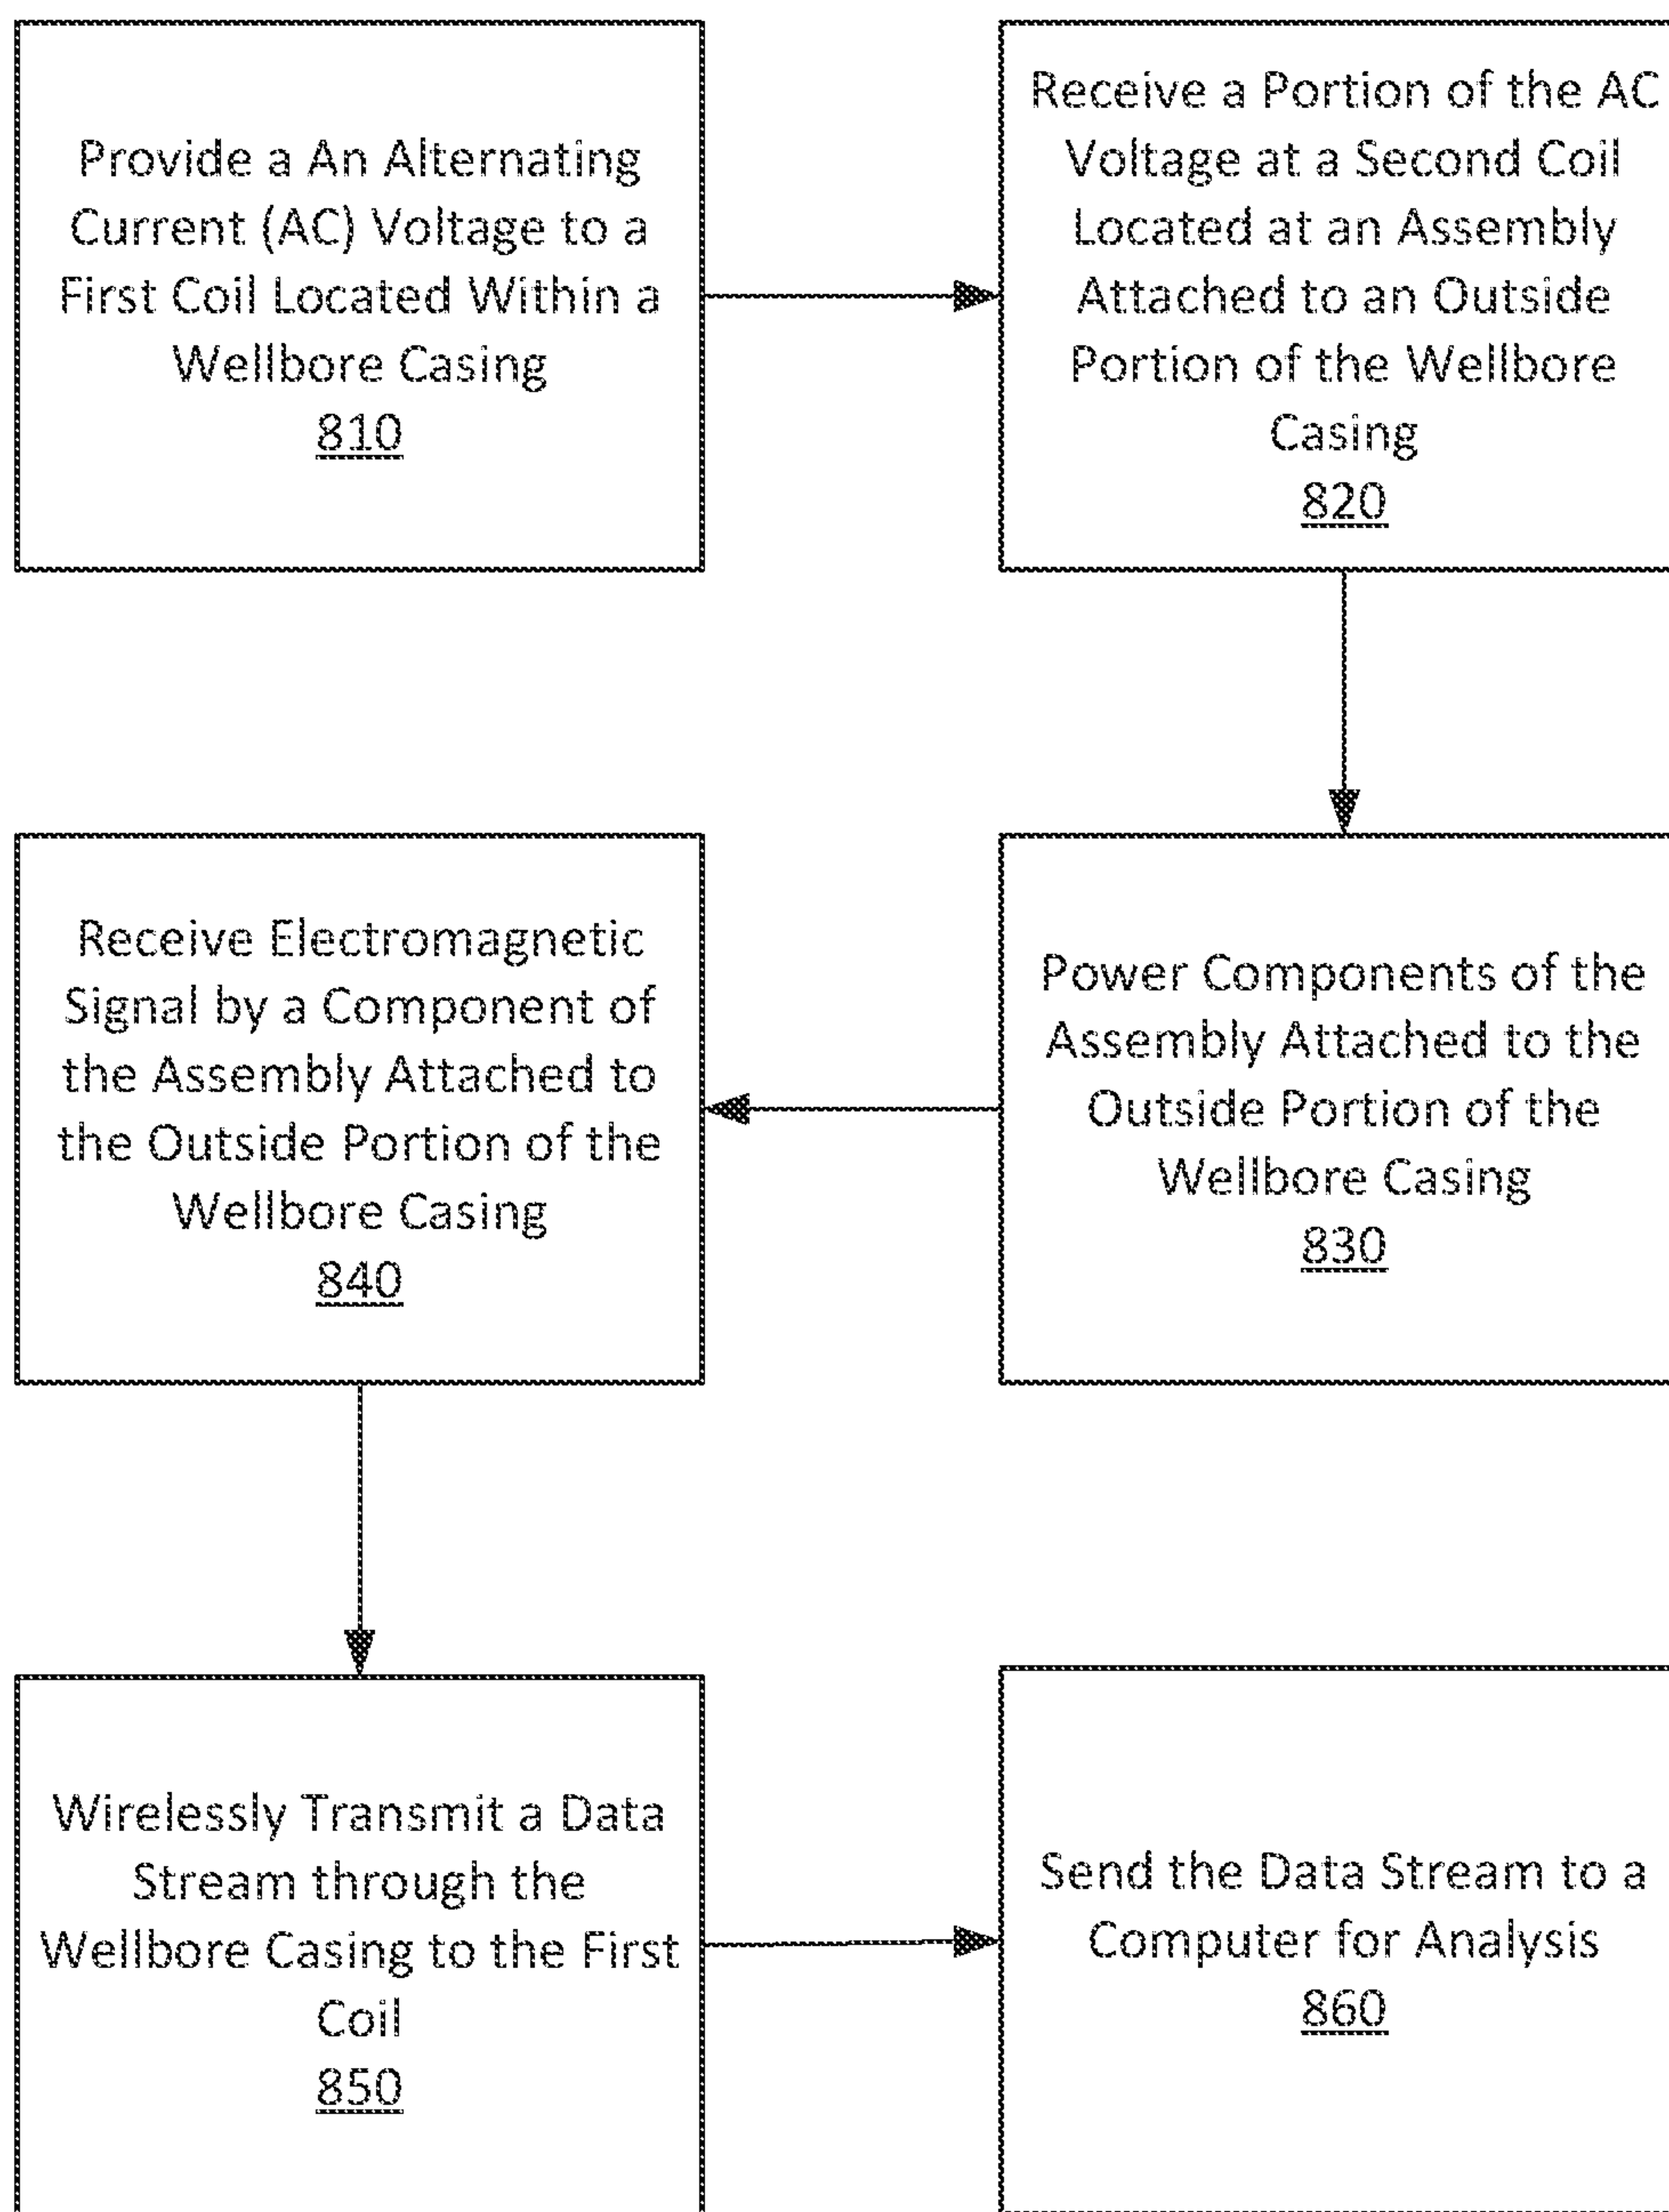 Provide a An Alternating
Current (AC) Voltage to a
First Coil Located Within a
Wellbore Casing
810
Receive a Portion of the AC
Voltage at a Second Coil
Located at an Assembly
Attached to an Outside
Portion of the Wellbore
Casing
820
Power Components of the
Assembly Attached to the
Outside Portion of the
Wellbore Casing
830
Receive Electromagnetic
Signal by a Component of
the Assembly Attached to
the Outside Portion of the
Wellbore Casing
840
Wirelessly Transmit a Data
Stream through the
Wellbore Casing to the First
Coil
850
Send the Data Stream to a
Computer for Analysis
860